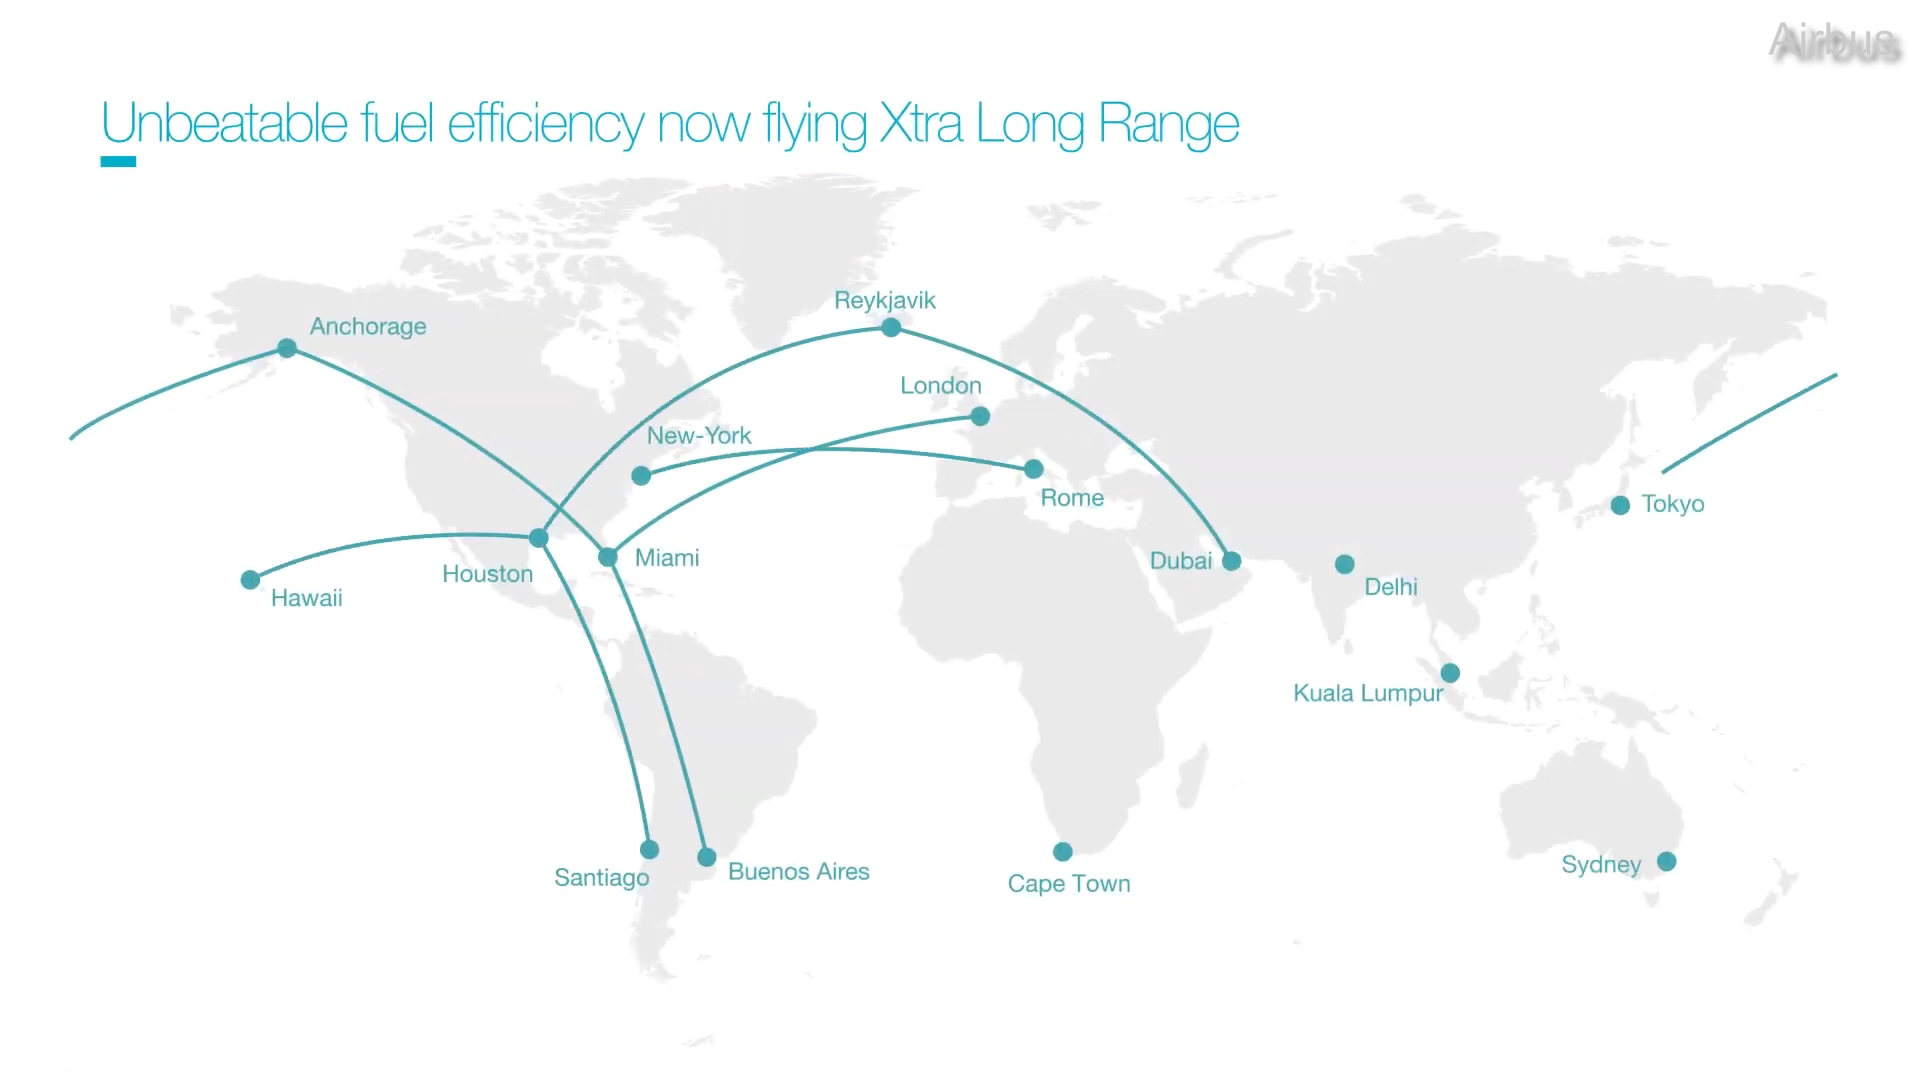 Airbus
Unbeatable fuel efficiency now flying Xtra Long Range
Reykjavik
Anchorage
London
New-York
Rome
Tokyo
Miami
Dubai
Houston
Delhi
Hawaii
Kuala Lumpur
Sydney
Buenos Aires
Santiago
Cape Town